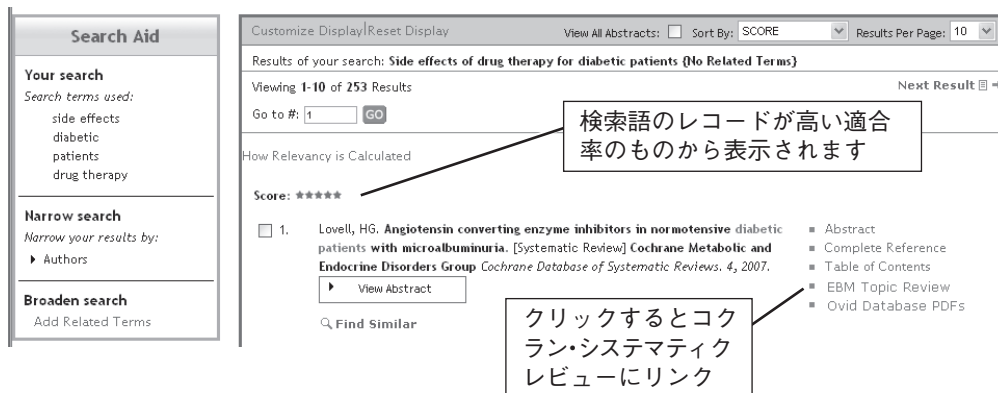 Search Aid
Your search
Search terms used:
side effects
diabetic
patients
drug therapy
Narrow search
Narrow your results by:
Authors
Broaden search
Add Related Terms
Customize Display|Reset Display
View All Abstracts: Sort By: SCORE Results Per Page: 10
Results of your search: Side effects of drug therapy for diabetic patients {No Related Terms}
Viewing 1-10 of 253 Results
Next Result
Go to #: 1 GO
検索語のレコードが高い適合
率のものから表示されます
How Relevancy is Calculated
Score: ★★★★★
1. Lovell, HG. Angiotensin converting enzyme inhibitors in normotensive diabetic
patients with microalbuminuria. [Systematic Review] Cochrane Metabolic and
Endocrine Disorders Group Cochrane Database of Systematic Reviews. 4, 2007.
View Abstract
Find Similar
Abstract
Complete Reference
Table of Contents
EBM Topic Review
Ovid Database PDFs
クリックするとコク
ラン・システマティク
レビューにリンク